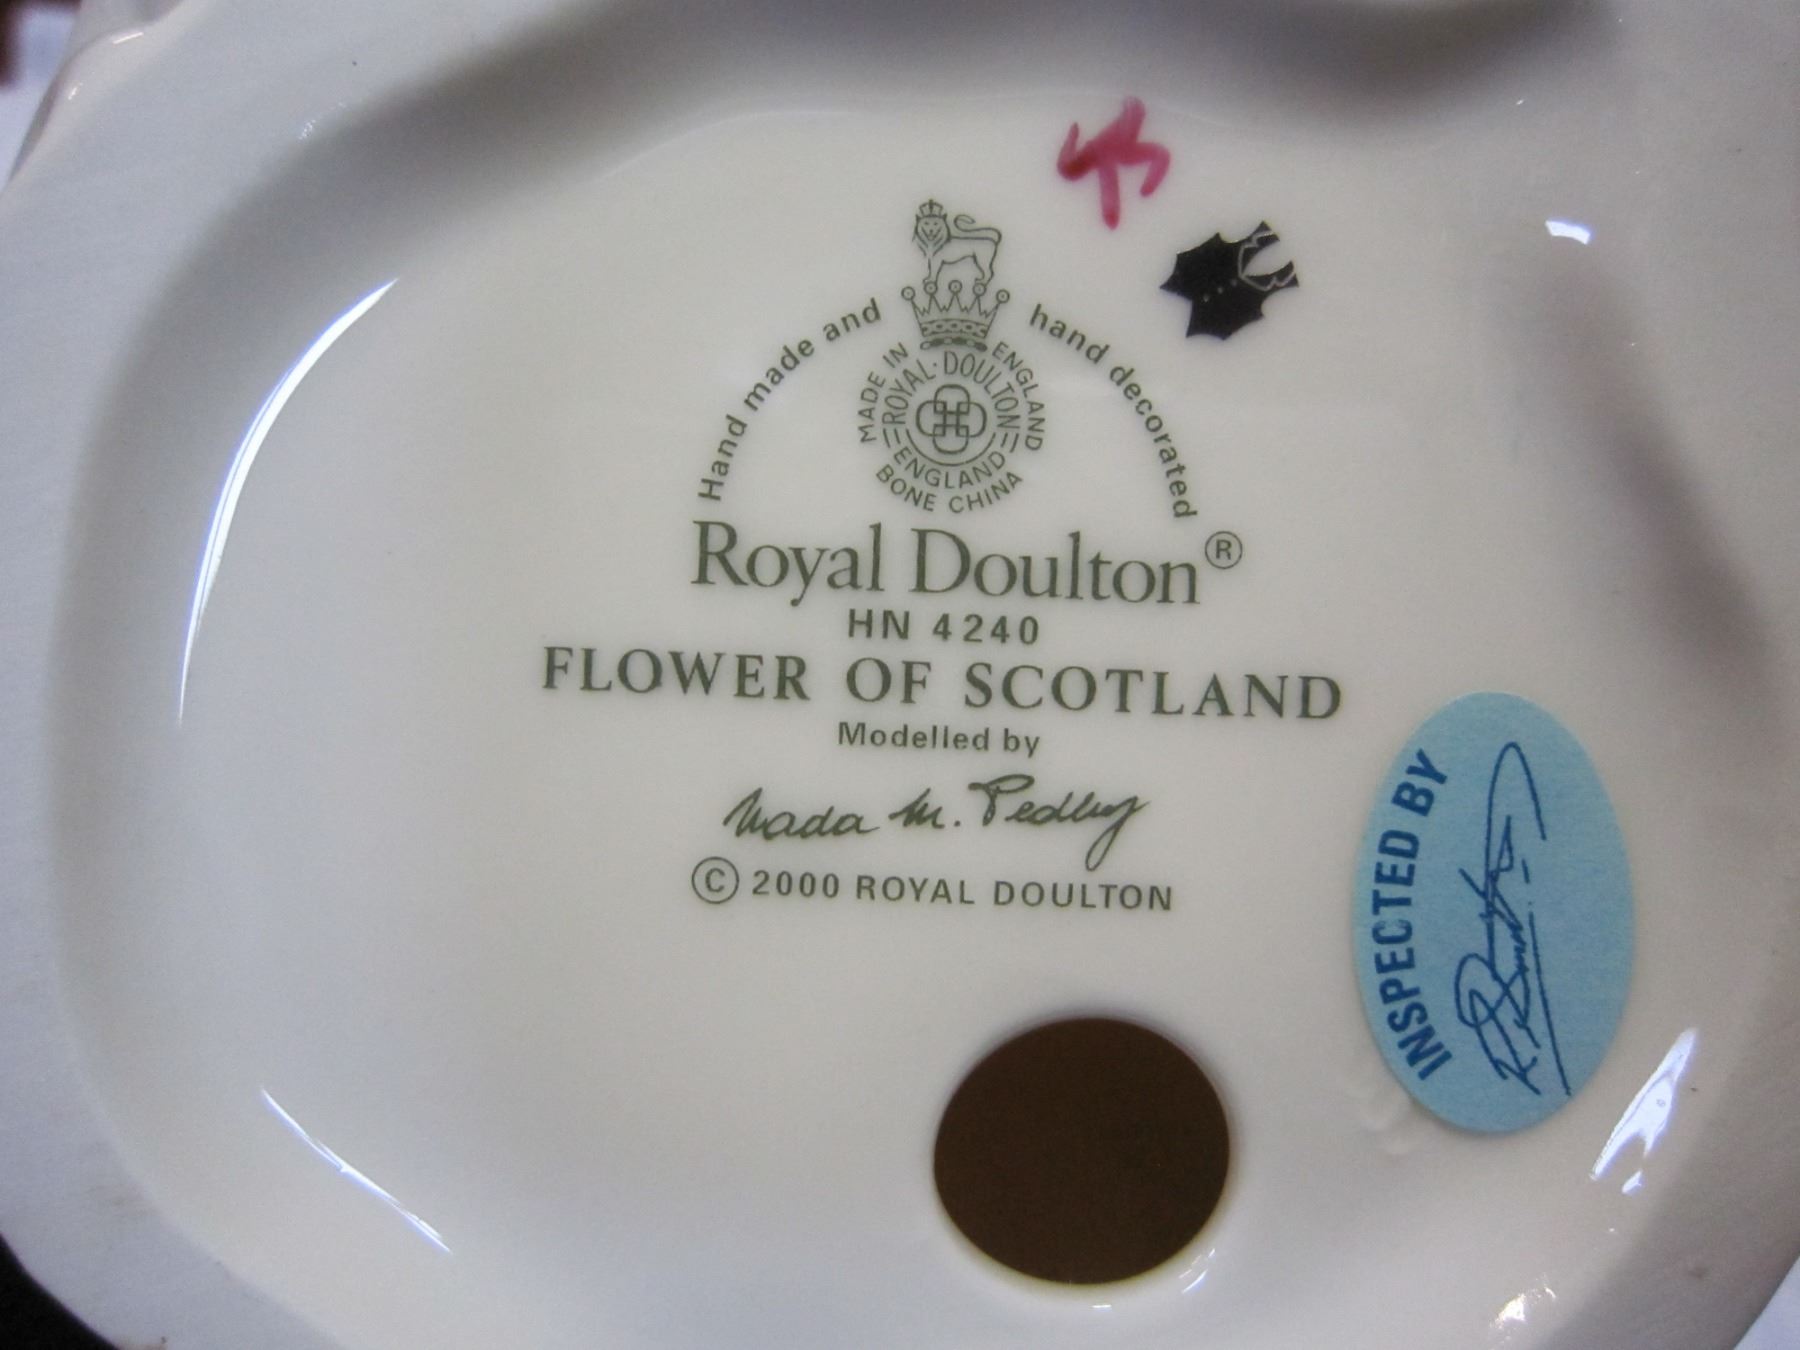 Hand made and hand decorated
MADE IN ENGLAND
ROYAL · DOULTON
ENGLAND
BONE CHINA
Royal Doulton®
HN 4240
FLOWER OF SCOTLAND
Modelled by
Nada M. Pedley
© 2000 ROYAL DOULTON
INSPECTED BY